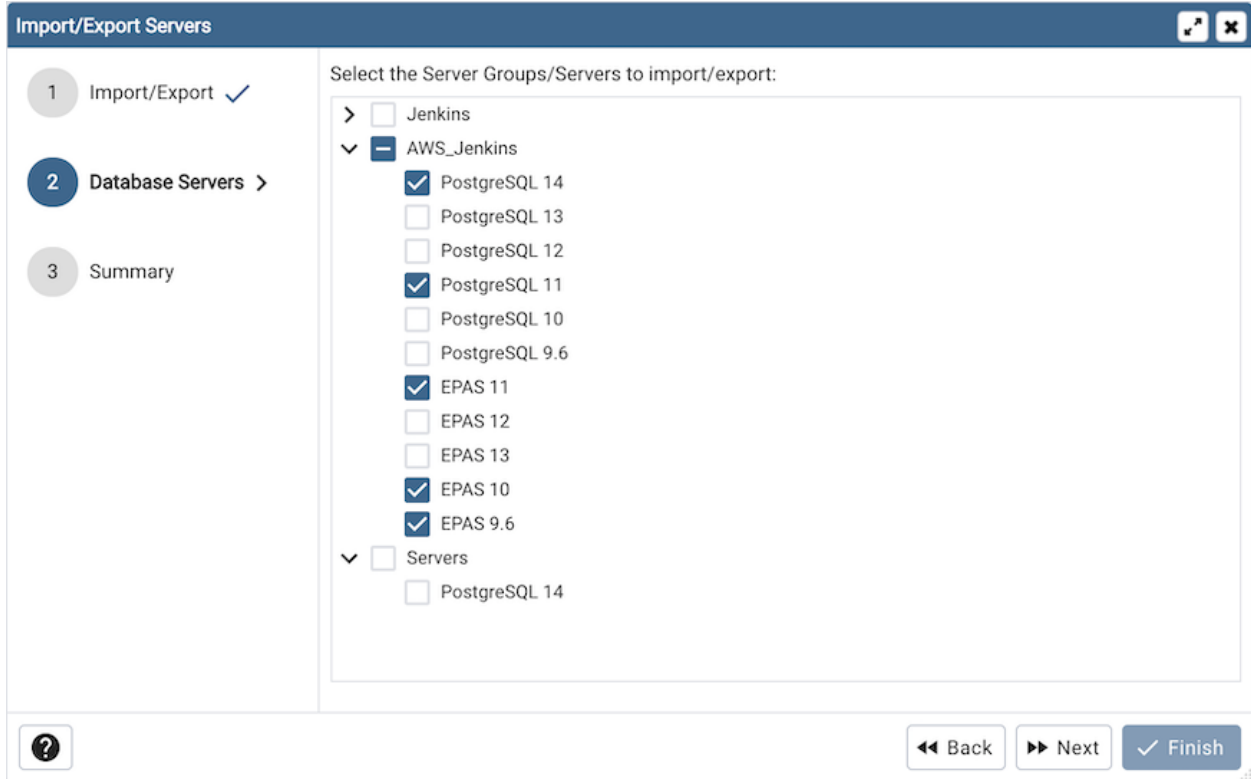 Import/Export Servers
1 Import/Export
2 Database Servers
3 Summary
Select the Server Groups/Servers to import/export:
Jenkins
AWS_Jenkins
PostgreSQL 14
PostgreSQL 13
PostgreSQL 12
PostgreSQL 11
PostgreSQL 10
PostgreSQL 9.6
EPAS 11
EPAS 12
EPAS 13
EPAS 10
EPAS 9.6
Servers
PostgreSQL 14
? Back Next Finish